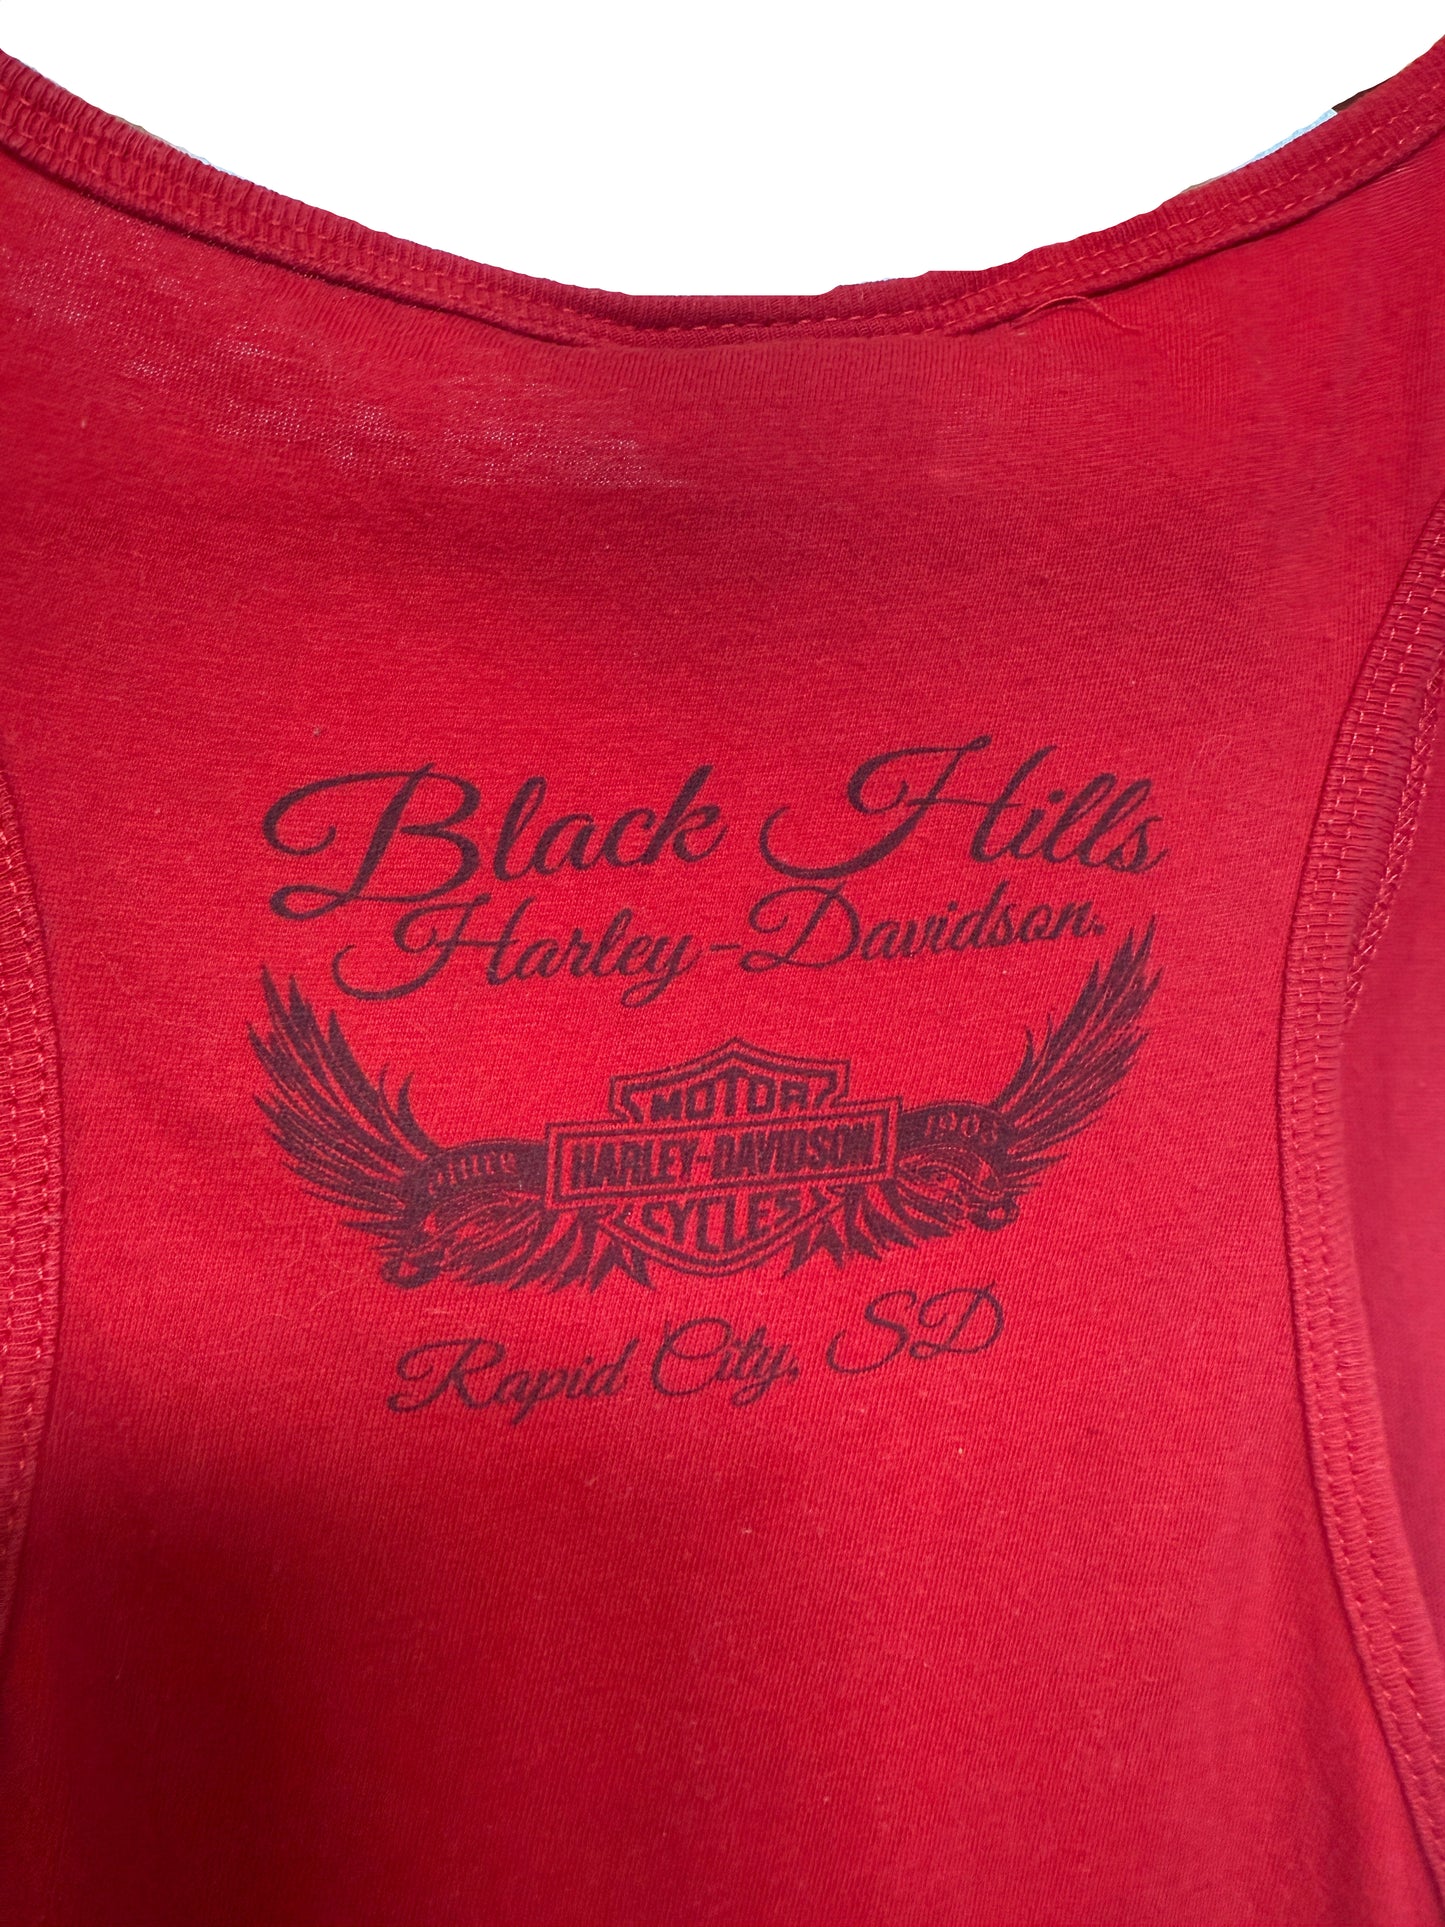 Black Hills
Harley-Davidson
MOTOR
HARLEY-DAVIDSON
CYCLES
1903
Rapid City, SD